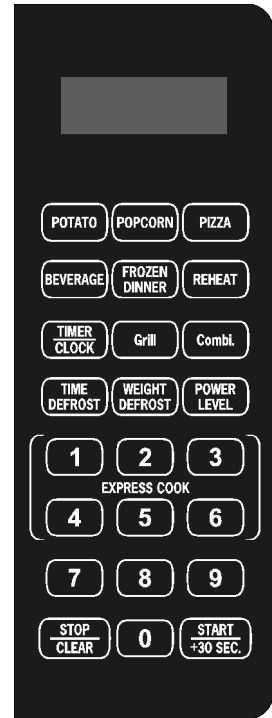 POTATO POPCORN PIZZA
BEVERAGE FROZEN DINNER REHEAT
TIMER CLOCK Grill Combi.
TIME DEFROST WEIGHT DEFROST POWER LEVEL
1 2 3
EXPRESS COOK
4 5 6
7 8 9
STOP CLEAR 0 START +30 SEC.